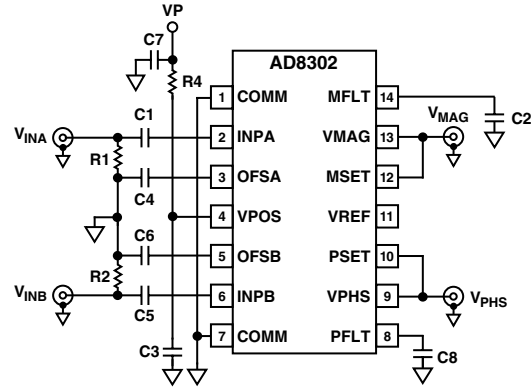 VP
C7
R4
AD8302
1 COMM MFLT 14
C2
VINA C1 2 INPA VMAG 13 VMAG
R1
C4 3 OFSA MSET 12
4 VPOS VREF 11
C6 5 OFSB PSET 10
R2
VINB C5 6 INPB VPHS 9 VPHS
C3 7 COMM PFLT 8
C8